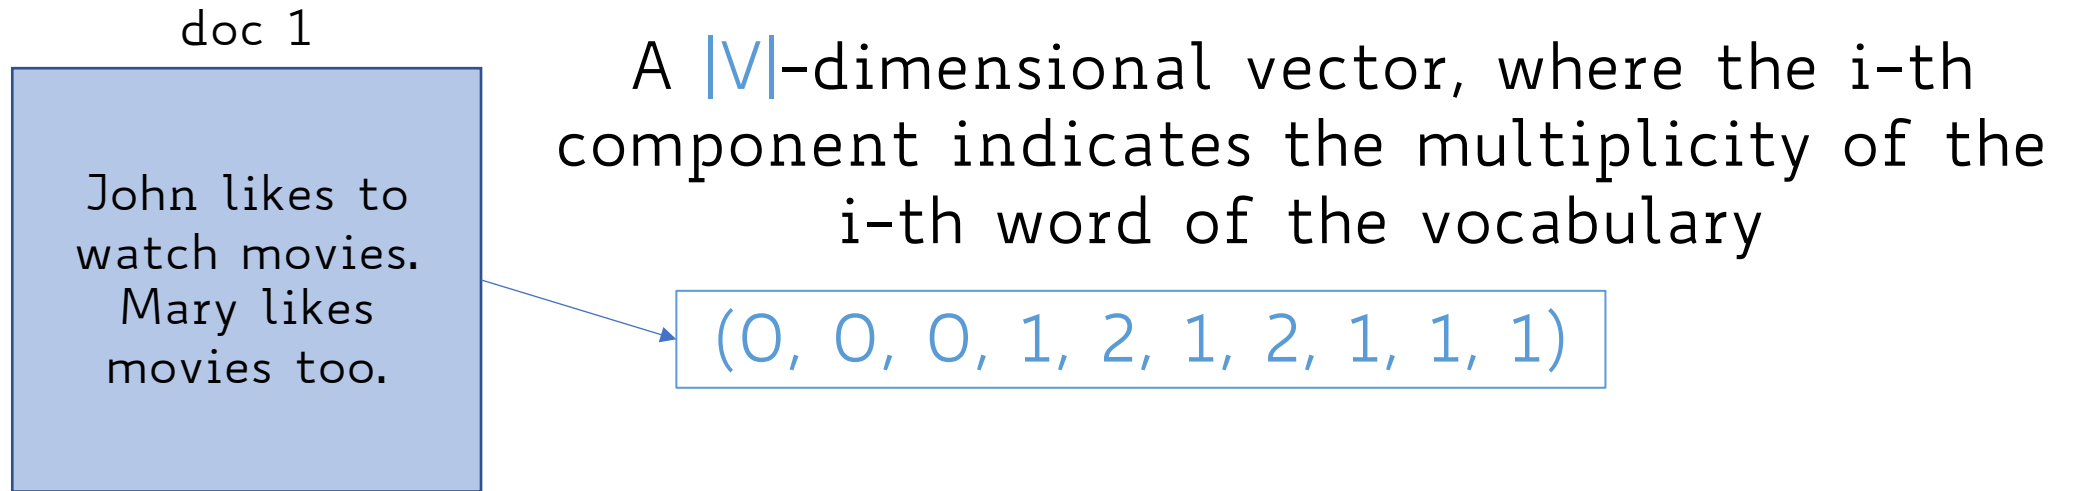 doc 1
John likes to
watch movies.
Mary likes
movies too.
A |V|-dimensional vector, where the i-th
component indicates the multiplicity of the
i-th word of the vocabulary
(0, 0, 0, 1, 2, 1, 2, 1, 1, 1)